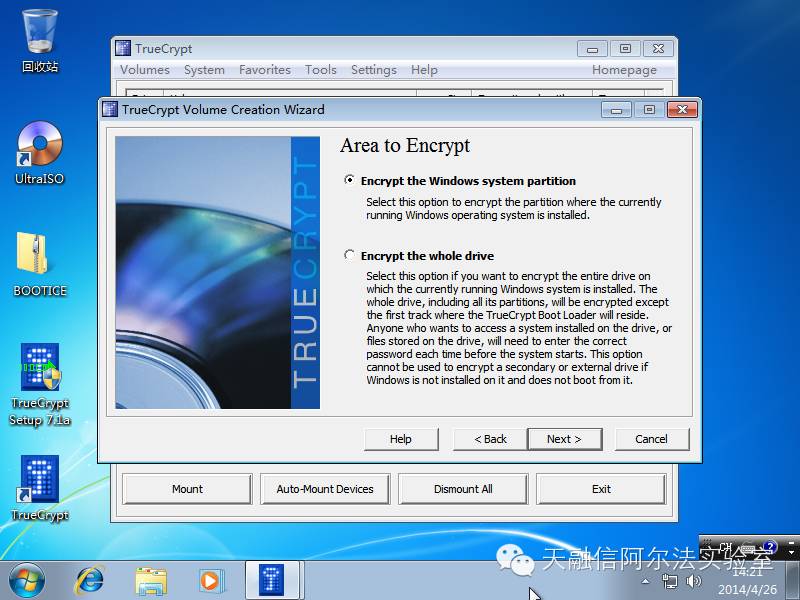 回收站
UltraISO
BOOTICE
TrueCrypt
Setup 7.1a
TrueCrypt
TrueCrypt
Volumes System Favorites Tools Settings Help Homepage
TrueCrypt Volume Creation Wizard
TRUECRYPT
Area to Encrypt
Encrypt the Windows system partition
Select this option to encrypt the partition where the currently
running Windows operating system is installed.
Encrypt the whole drive
Select this option if you want to encrypt the entire drive on
which the currently running Windows system is installed. The
whole drive, including all its partitions, will be encrypted except
the first track where the TrueCrypt Boot Loader will reside.
Anyone who wants to access a system installed on the drive, or
files stored on the drive, will need to enter the correct
password each time before the system starts. This option
cannot be used to encrypt a secondary or external drive if
Windows is not installed on it and does not boot from it.
Help < Back Next > Cancel
Mount Auto-Mount Devices Dismount All Exit
CH
天融信阿尔法实验室
14:21
2014/4/26